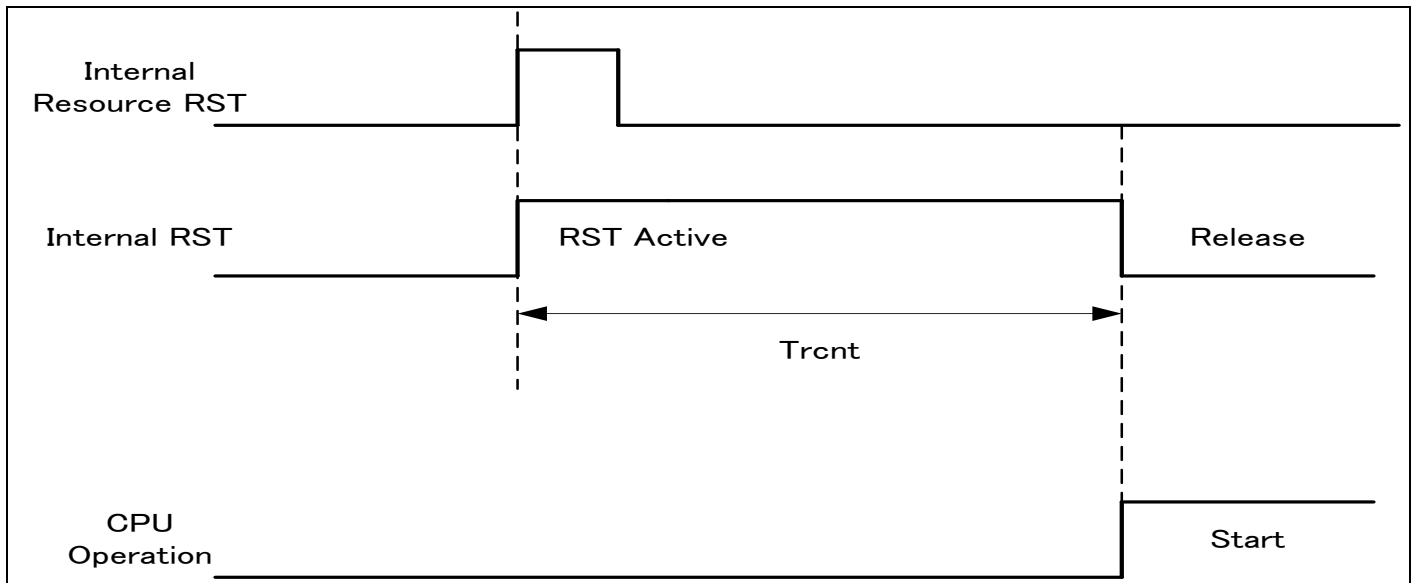 Internal
Resource RST
Internal RST
RST Active
Release
Trcnt
CPU
Operation
Start